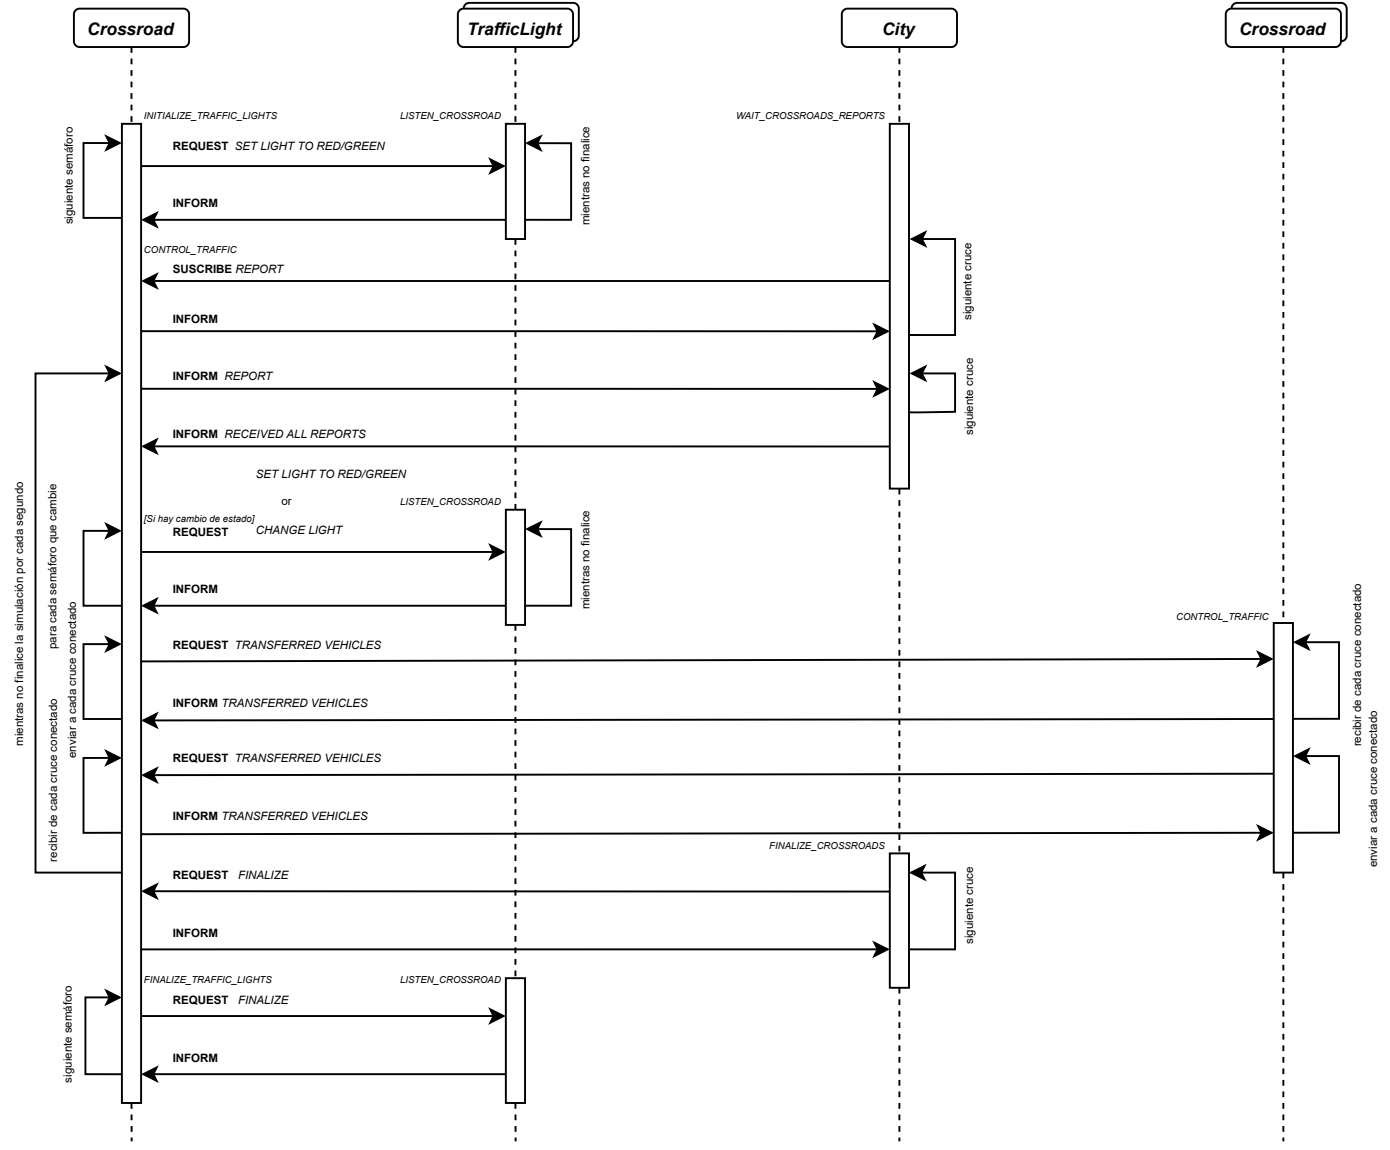 Crossroad
TrafficLight
City
Crossroad
INITIALIZE_TRAFFIC_LIGHTS
LISTEN_CROSSROAD
WAIT_CROSSROADS_REPORTS
siguiente semáforo
REQUEST SET LIGHT TO RED/GREEN
mientras no finalice
INFORM
CONTROL_TRAFFIC
SUSCRIBE REPORT
siguiente cruce
INFORM
INFORM REPORT
siguiente cruce
INFORM RECEIVED ALL REPORTS
mientras no finalice la simulación por cada segundo
para cada semáforo que cambie
SET LIGHT TO RED/GREEN
or
LISTEN_CROSSROAD
[Si hay cambio de estado]
REQUEST CHANGE LIGHT
mientras no finalice
INFORM
CONTROL_TRAFFIC
enviar a cada cruce conectado
REQUEST TRANSFERRED VEHICLES
recibir de cada cruce conectado
INFORM TRANSFERRED VEHICLES
recibir de cada cruce conectado
REQUEST TRANSFERRED VEHICLES
enviar a cada cruce conectado
INFORM TRANSFERRED VEHICLES
FINALIZE_CROSSROADS
REQUEST FINALIZE
siguiente cruce
INFORM
FINALIZE_TRAFFIC_LIGHTS
LISTEN_CROSSROAD
siguiente semáforo
REQUEST FINALIZE
INFORM